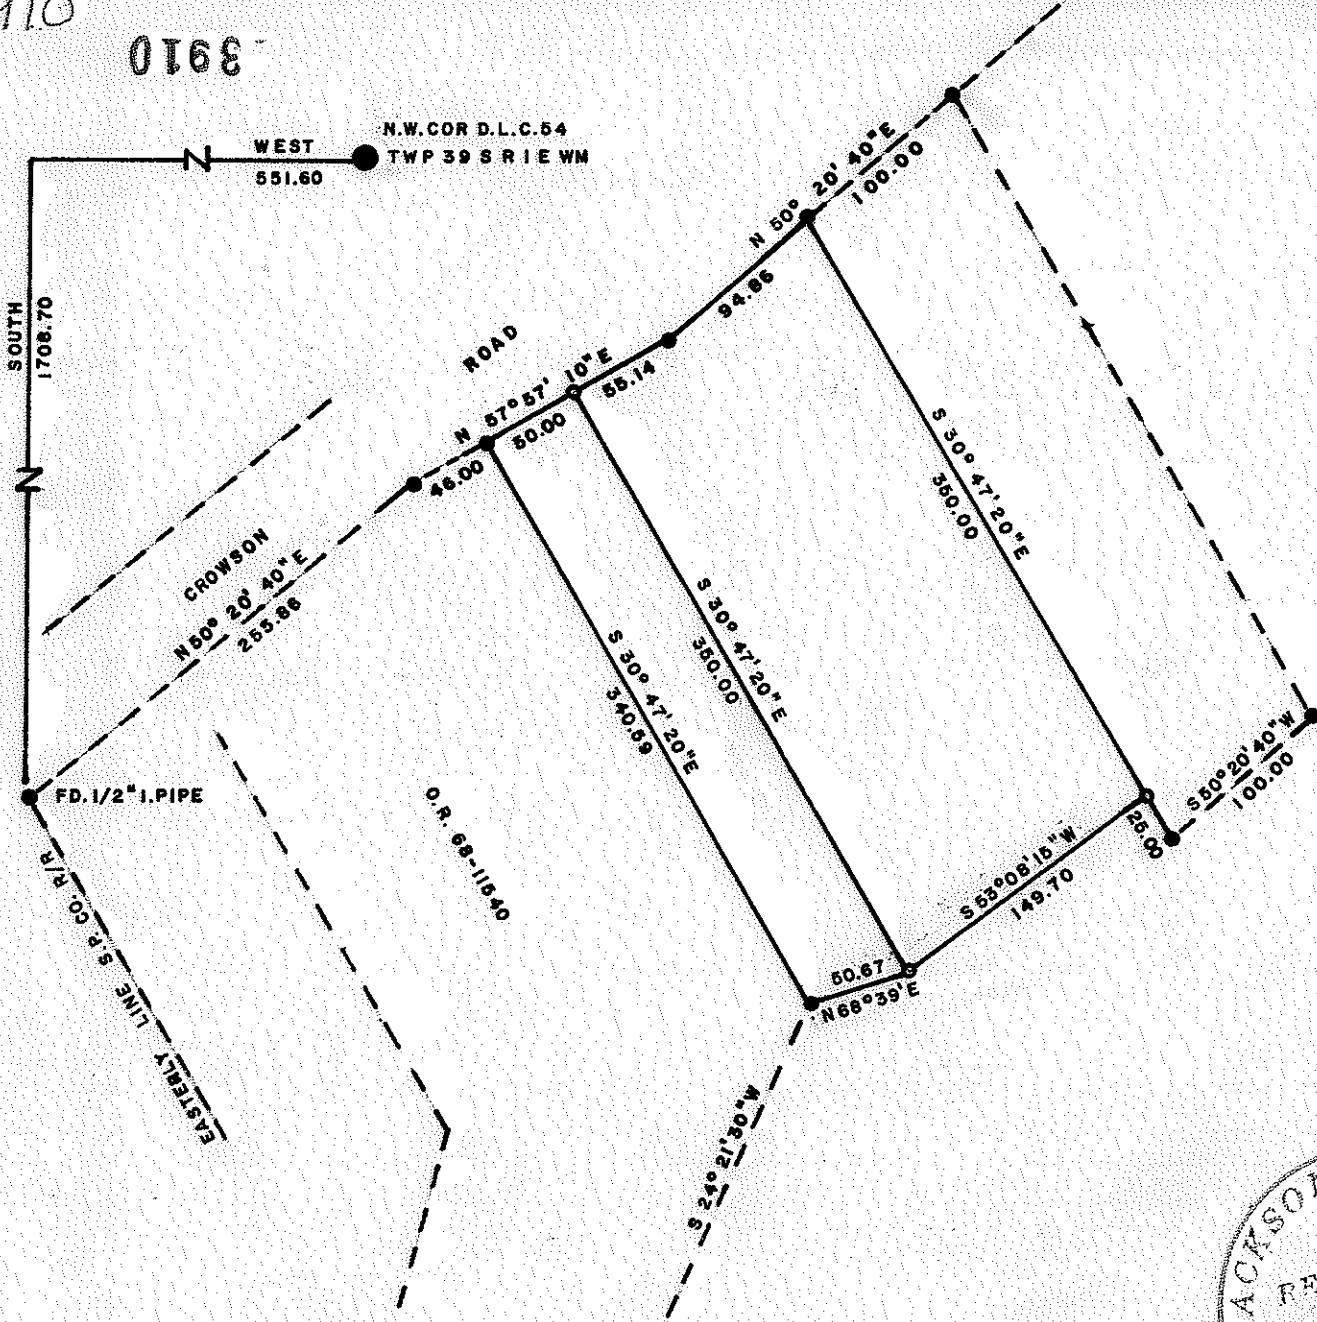 3910
N.W. COR D.L.C. 54
TWP 39 S R 1 E WM
WEST
551.60
SOUTH
1708.70
N 50° 20' 40" E
100.00
94.86
ROAD
N 57° 57' 10" E
55.14
50.00
46.00
CROWSON
N 50° 20' 40" E
255.86
S 30° 47' 20" E
350.00
S 30° 47' 20" E
350.00
S 30° 47' 20" E
340.59
FD. 1/2" I. PIPE
O.R. 68-11540
EASTERLY LINE S.P. CO. R/R
S 50° 20' 40" W
100.00
25.00
S 53° 08' 15" W
149.70
50.67
N 68° 39' E
S 24° 21' 30" W